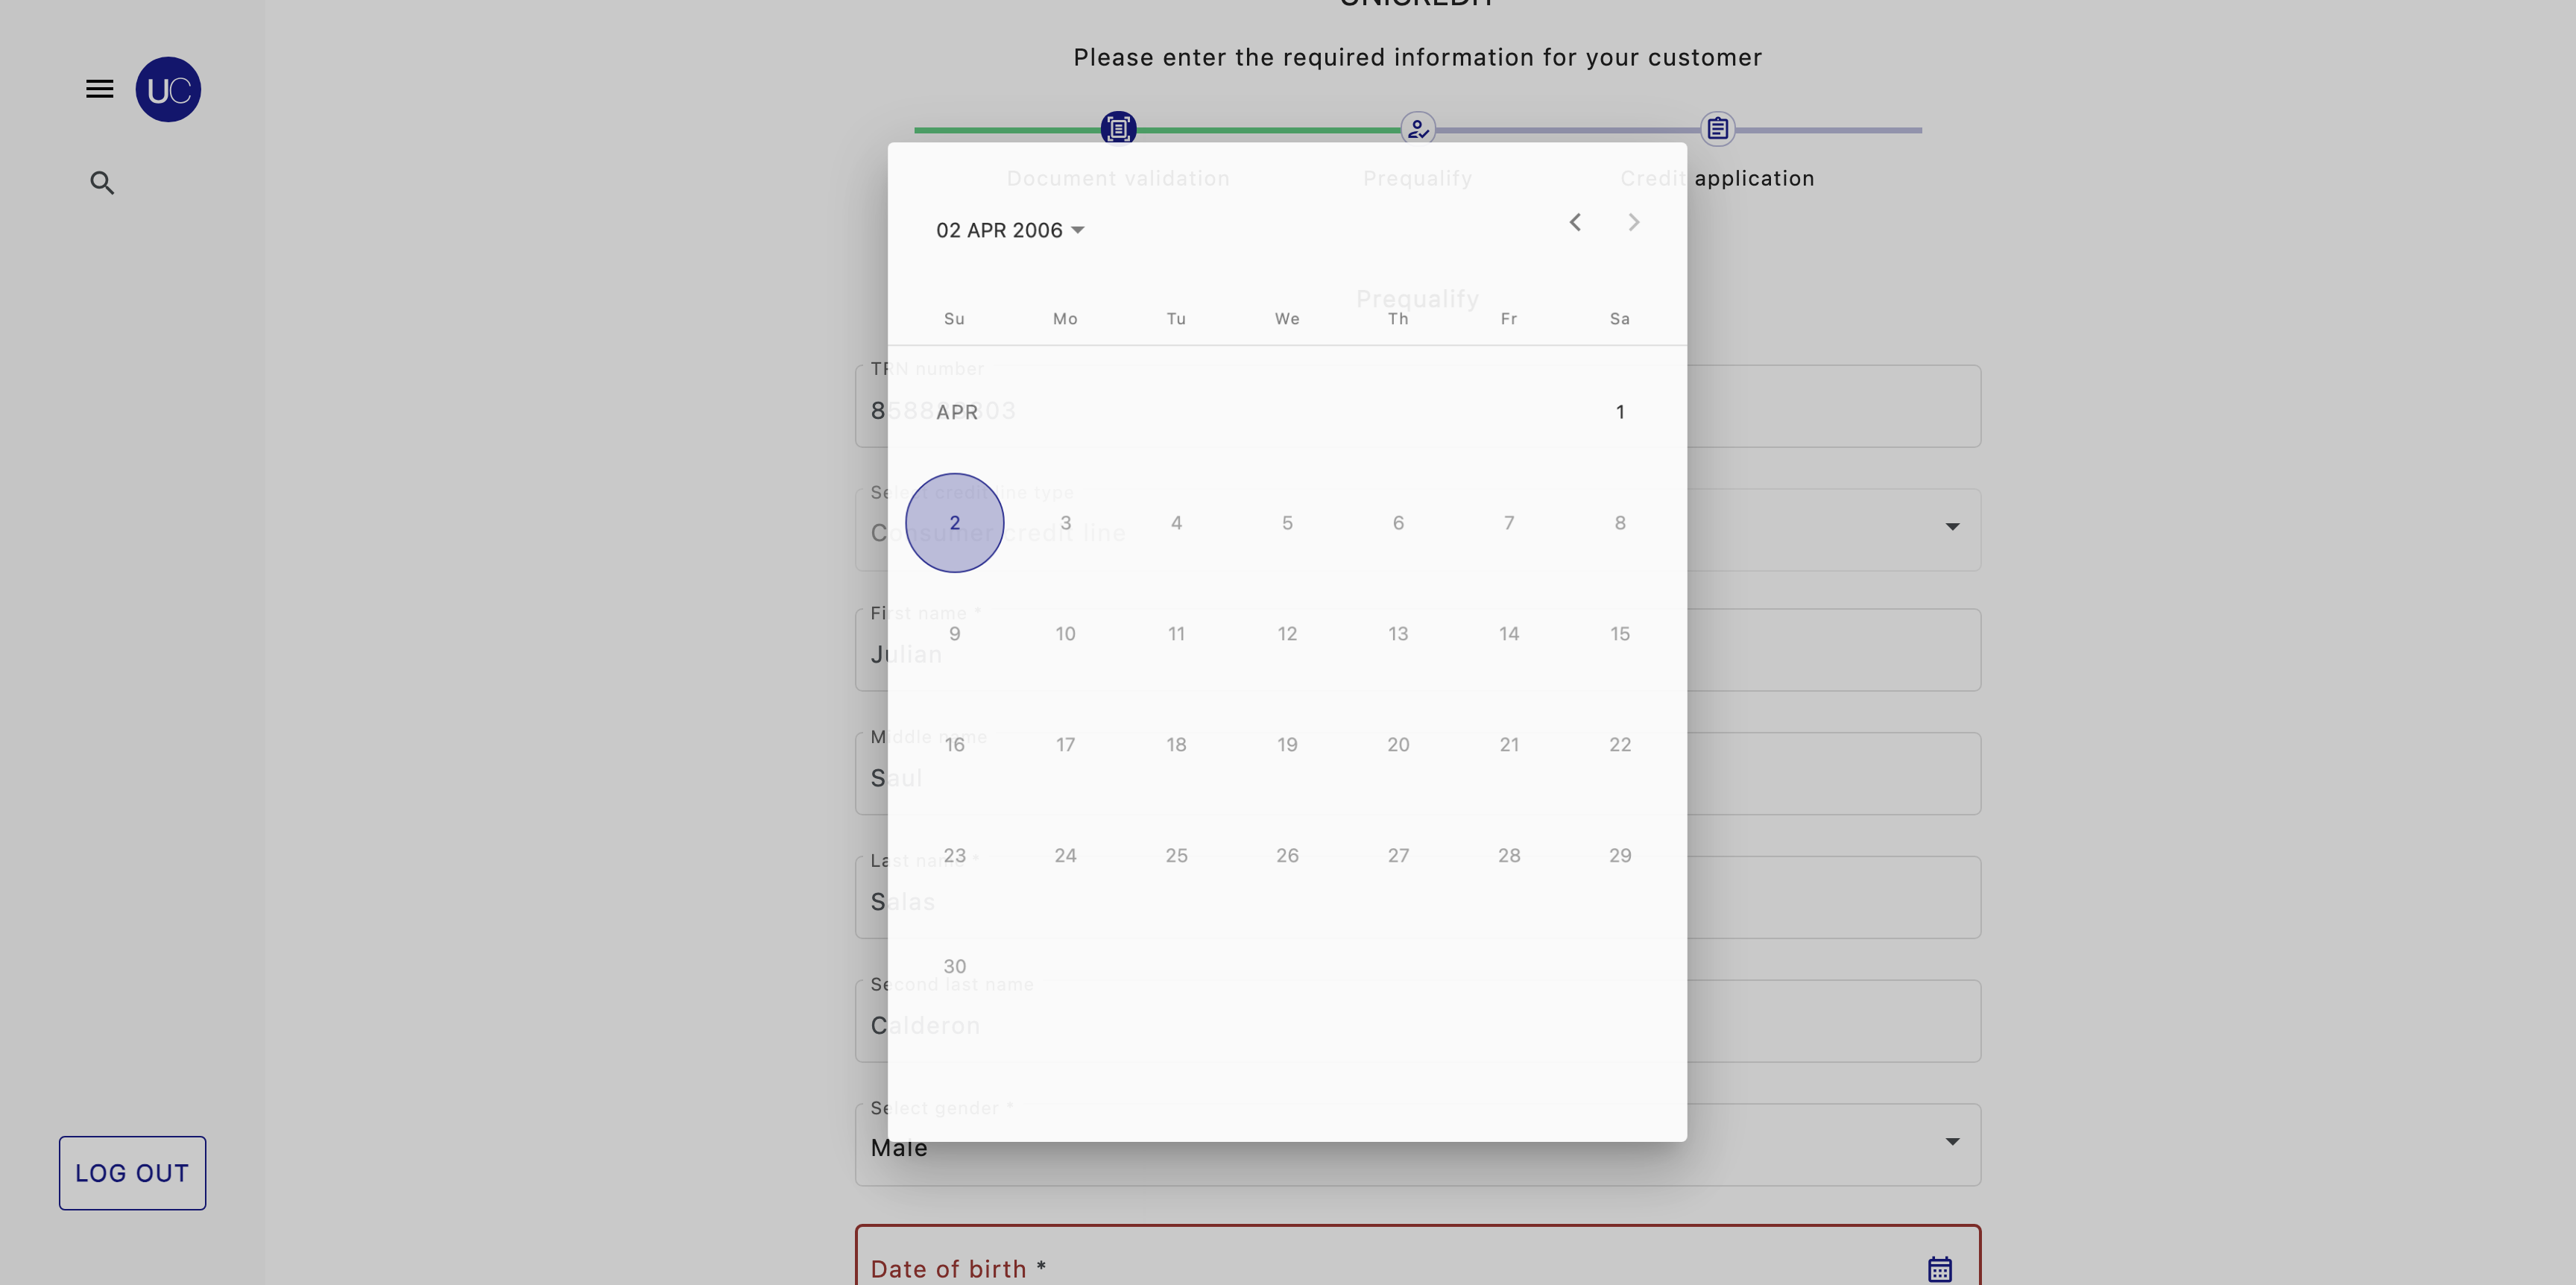 Please enter the required information for your customer
UC
Document validation
Prequalify
Credit application
02 APR 2006
Prequalify
Su Mo Tu We Th Fr Sa
TRN number
APR 1
Select credit line type
2 3 4 5 6 7 8
Consumer credit line
First name *
9 10 11 12 13 14 15
Julian
Middle name
16 17 18 19 20 21 22
Saul
Last name *
23 24 25 26 27 28 29
Salas
30
Second last name
Calderon
Select gender *
Male
LOG OUT
Date of birth *